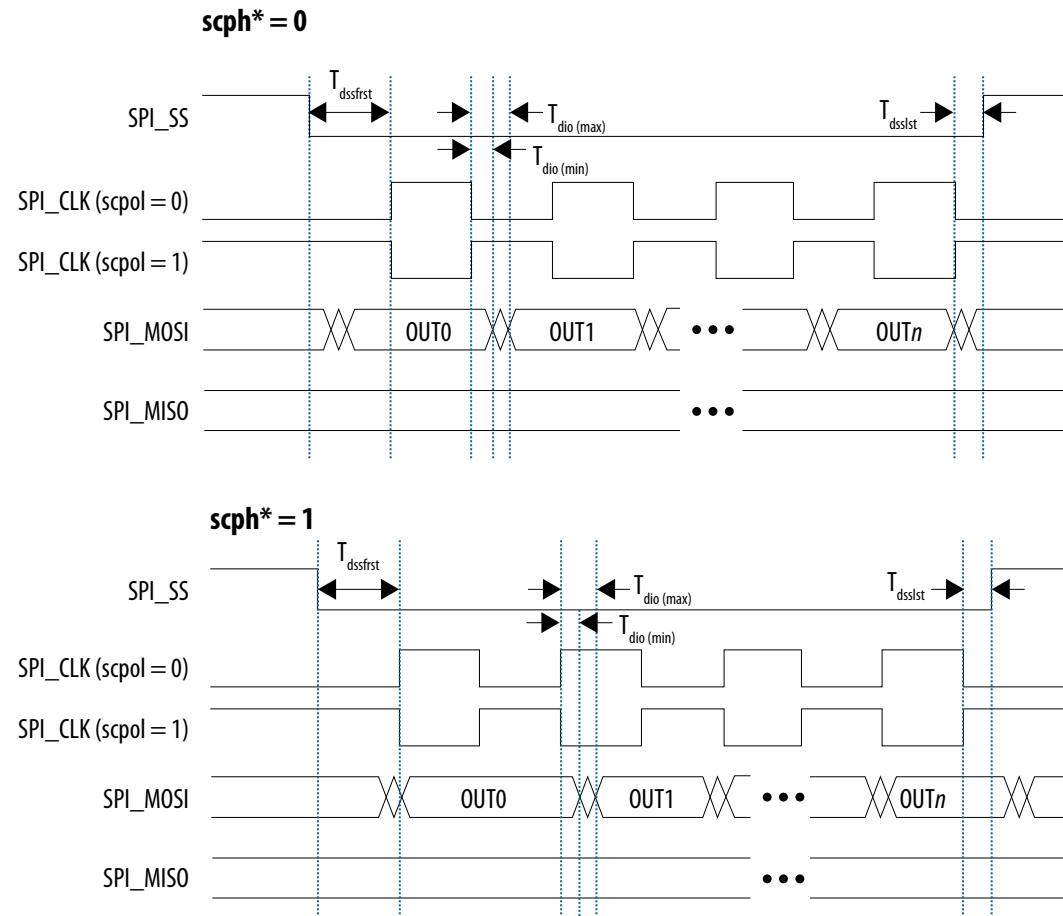 scph* = 0
T dssfrst
SPI_SS
T dio (max)
T dsslst
T dio (min)
SPI_CLK (scpol = 0)
SPI_CLK (scpol = 1)
SPI_MOSI
OUT0
OUT1
•••
OUTn
SPI_MISO
•••
scph* = 1
T dssfrst
SPI_SS
T dio (max)
T dsslst
T dio (min)
SPI_CLK (scpol = 0)
SPI_CLK (scpol = 1)
SPI_MOSI
OUT0
OUT1
•••
OUTn
SPI_MISO
•••